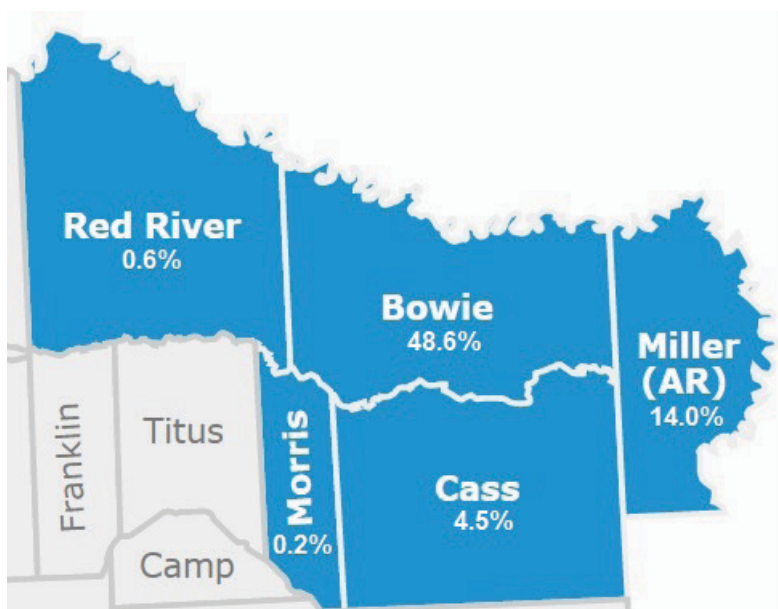 Red River
0.6%
Bowie
48.6%
Miller
(AR)
14.0%
Franklin
Titus
Morris
0.2%
Cass
4.5%
Camp